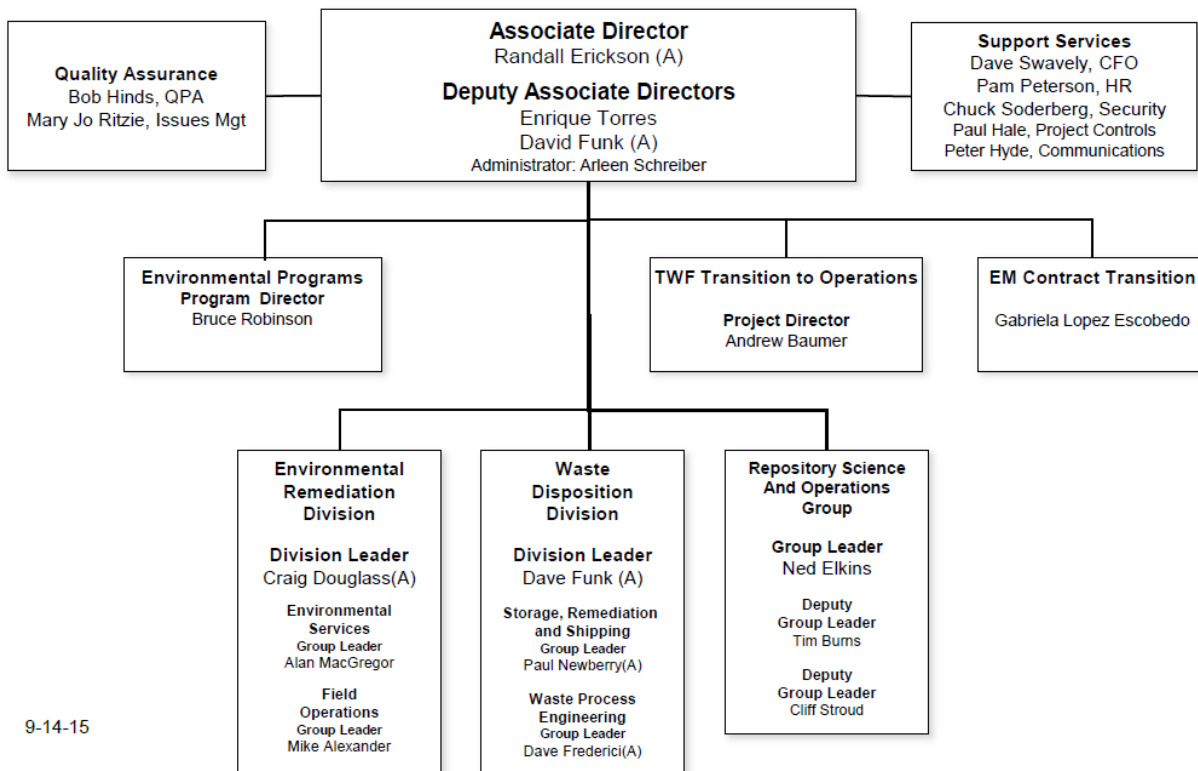 Associate Director
Randall Erickson (A)
Deputy Associate Directors
Enrique Torres
David Funk (A)
Administrator: Arleen Schreiber
Quality Assurance
Bob Hinds, QPA
Mary Jo Ritzie, Issues Mgt
Support Services
Dave Swavely, CFO
Pam Peterson, HR
Chuck Soderberg, Security
Paul Hale, Project Controls
Peter Hyde, Communications
Environmental Programs
Program Director
Bruce Robinson
TWF Transition to Operations
Project Director
Andrew Baumer
EM Contract Transition
Gabriela Lopez Escobedo
Environmental
Remediation
Division
Division Leader
Craig Douglass(A)
Environmental
Services
Group Leader
Alan MacGregor
Field
Operations
Group Leader
Mike Alexander
Waste
Disposition
Division
Division Leader
Dave Funk (A)
Storage, Remediation
and Shipping
Group Leader
Paul Newberry(A)
Waste Process
Engineering
Group Leader
Dave Frederici(A)
Repository Science
And Operations
Group
Group Leader
Ned Elkins
Deputy
Group Leader
Tim Burns
Deputy
Group Leader
Cliff Stroud
9-14-15